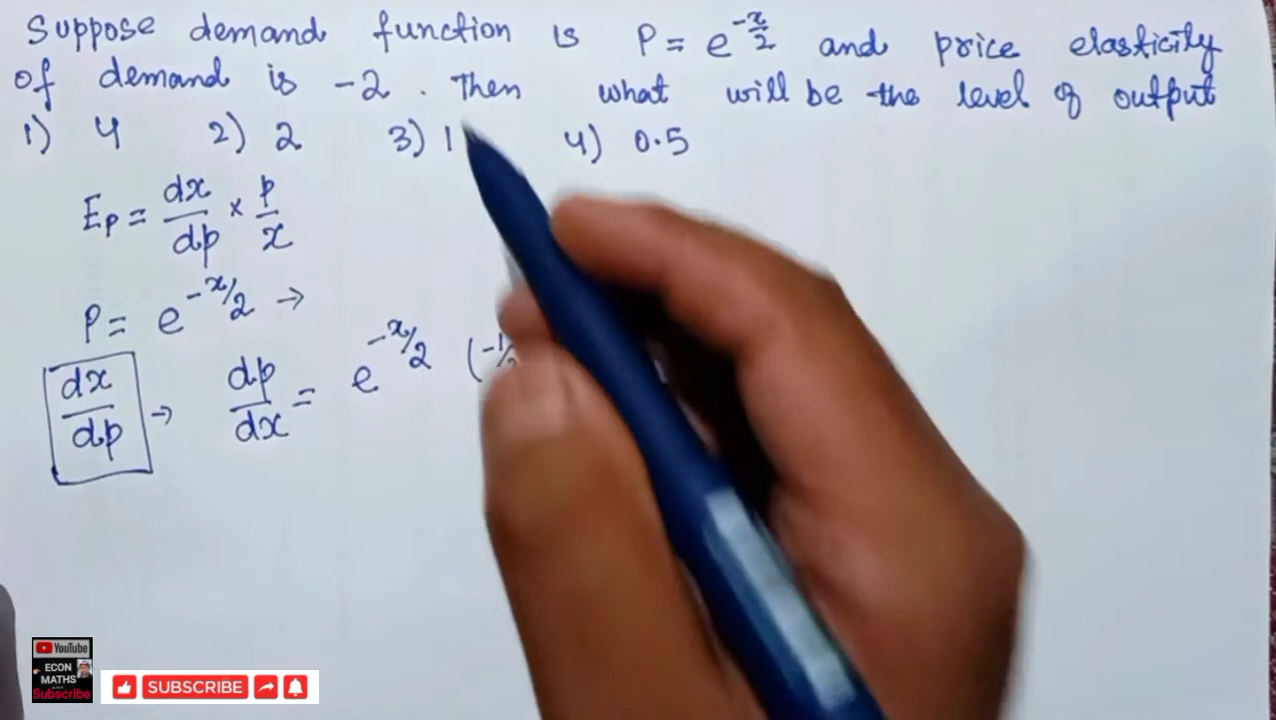 Suppose demand function is P = e^{-x/2} and price elasticity
of demand is -2. Then what will be the level of output
1) 4 2) 2 3) 1 4) 0.5
Ep = dx/dp × p/x
P = e^{-x/2} →
dx/dp → dp/dx = e^{-x/2} (-1/2
YouTube
ECON
MATHS
Subscribe
SUBSCRIBE